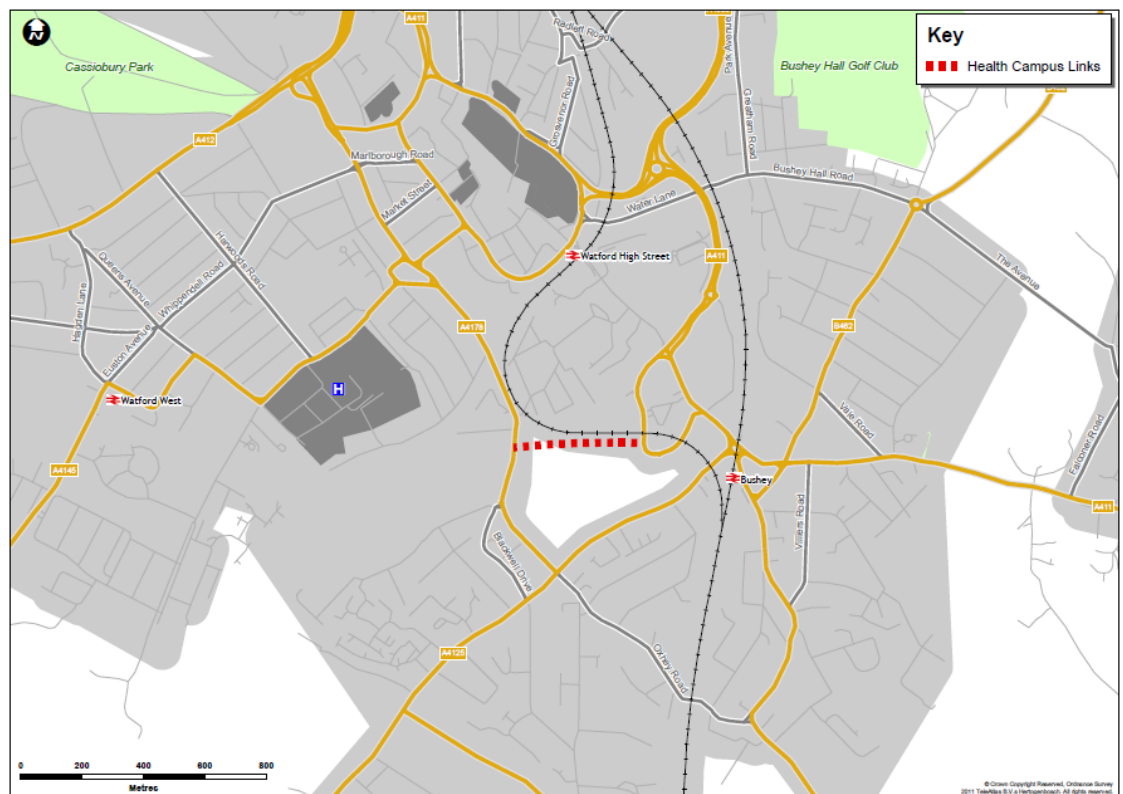 N
A411
Radlett Road
Key
Health Campus Links
Cassiobury Park
Park Avenue
Bushey Hall Golf Club
Grosvenor Road
Greatham Road
A412
Marlborough Road
Market Street
Bushey Hall Road
Water Lane
Harwoods Road
Watford High Street
A411
The Avenue
Queens Avenue
Whippendell Road
Hagden Lane
Euston Avenue
A4178
B462
H
Watford West
Vale Road
Falconer Road
A4145
Bushey
Villiers Road
A411
Blackwell Drive
A4125
Oxhey Road
0 200 400 600 800
Metres
© Crown Copyright Reserved, Ordnance Survey
2011 TeleAtlas B.V.s Hertogenbosch. All rights reserved.